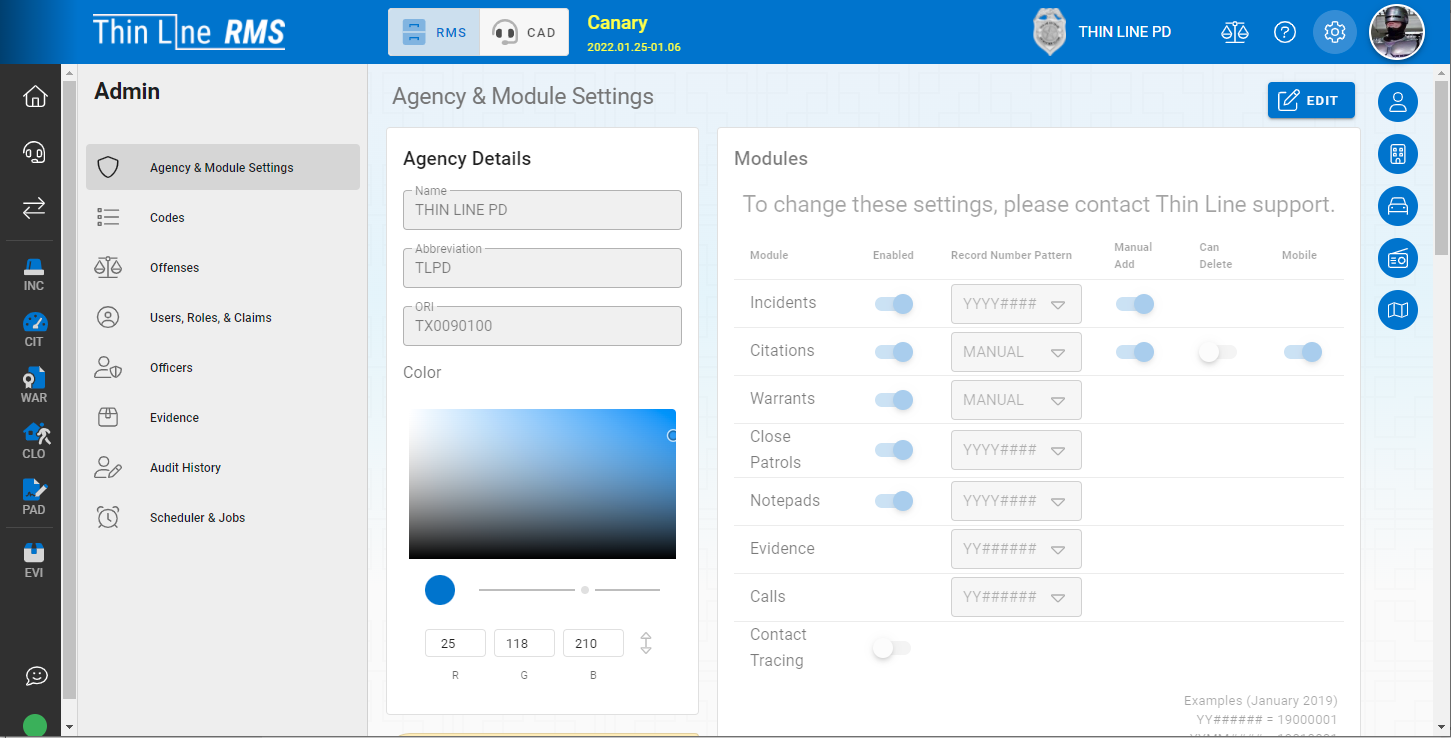 Thin Line RMS
RMS
CAD
Canary
2022.01.25-01.06
THIN LINE PD
INC
CIT
WAR
CLO
PAD
EVI
Admin
Agency & Module Settings
Codes
Offenses
Users, Roles, & Claims
Officers
Evidence
Audit History
Scheduler & Jobs
Agency & Module Settings
EDIT
Agency Details
Name
THIN LINE PD
Abbreviation
TLPD
ORI
TX0090100
Color
25 118 210
R G B
Modules
To change these settings, please contact Thin Line support.
Module Enabled Record Number Pattern Manual Add Can Delete Mobile
Incidents YYYY####
Citations MANUAL
Warrants MANUAL
Close
Patrols YYYY####
Notepads YYYY####
Evidence YY######
Calls YY######
Contact
Tracing
Examples (January 2019)
YY###### = 19000001